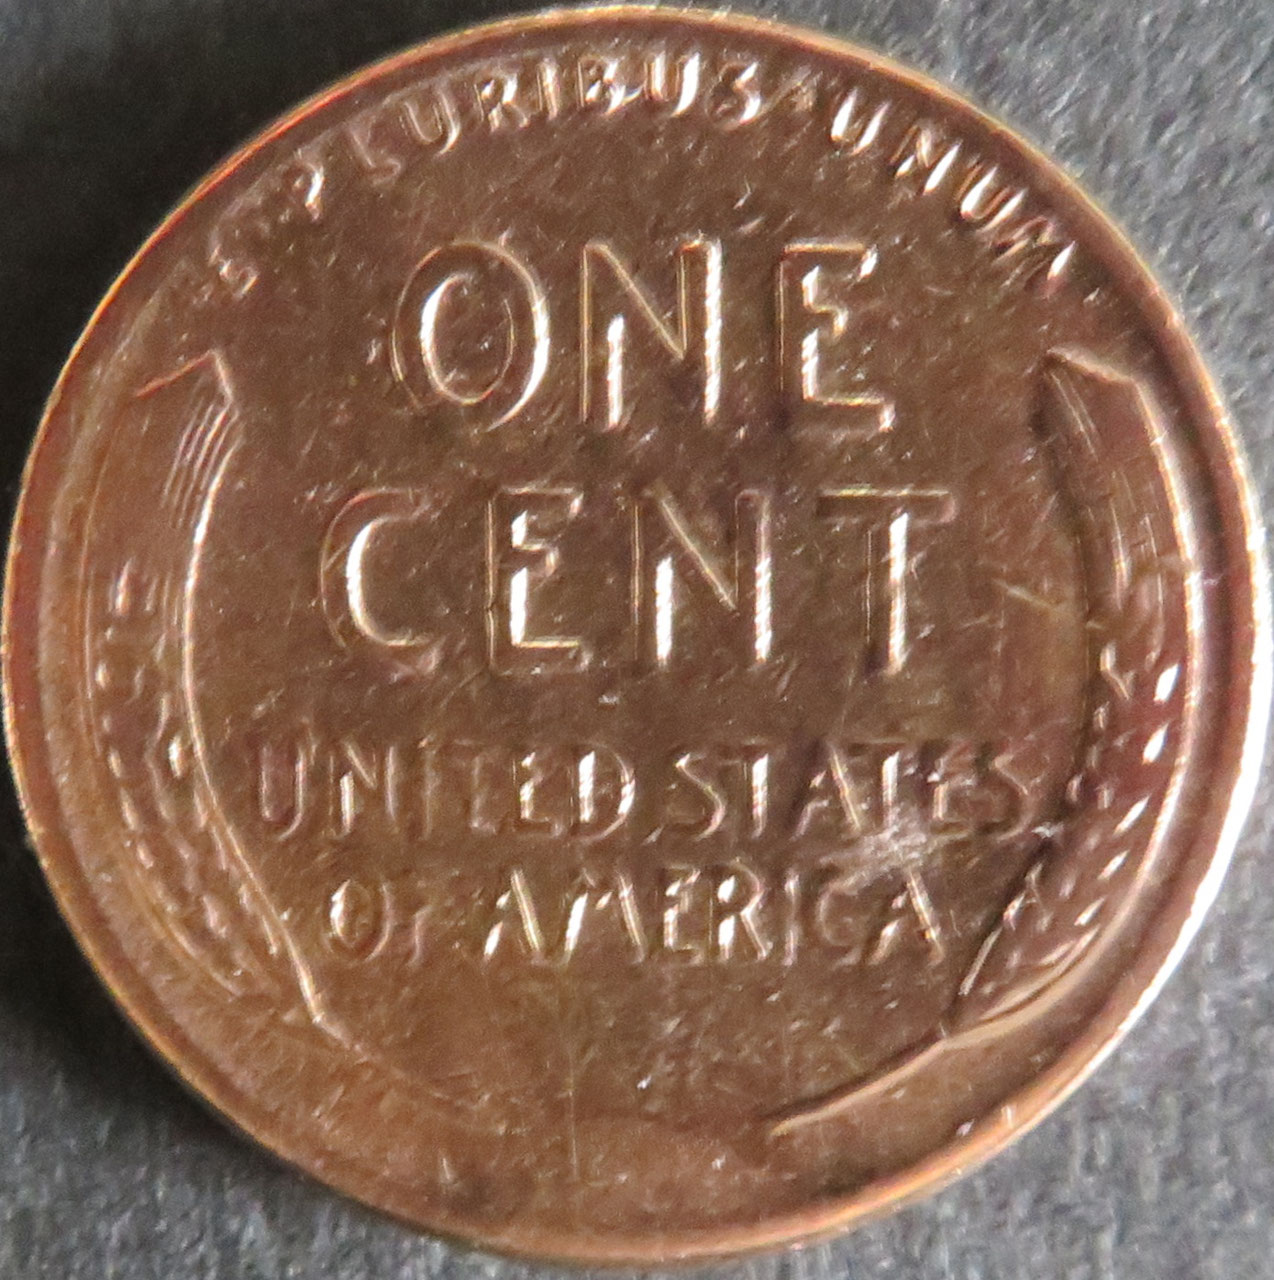 E · PLURIBUS · UNUM
ONE
CENT
UNITED STATES
OF AMERICA